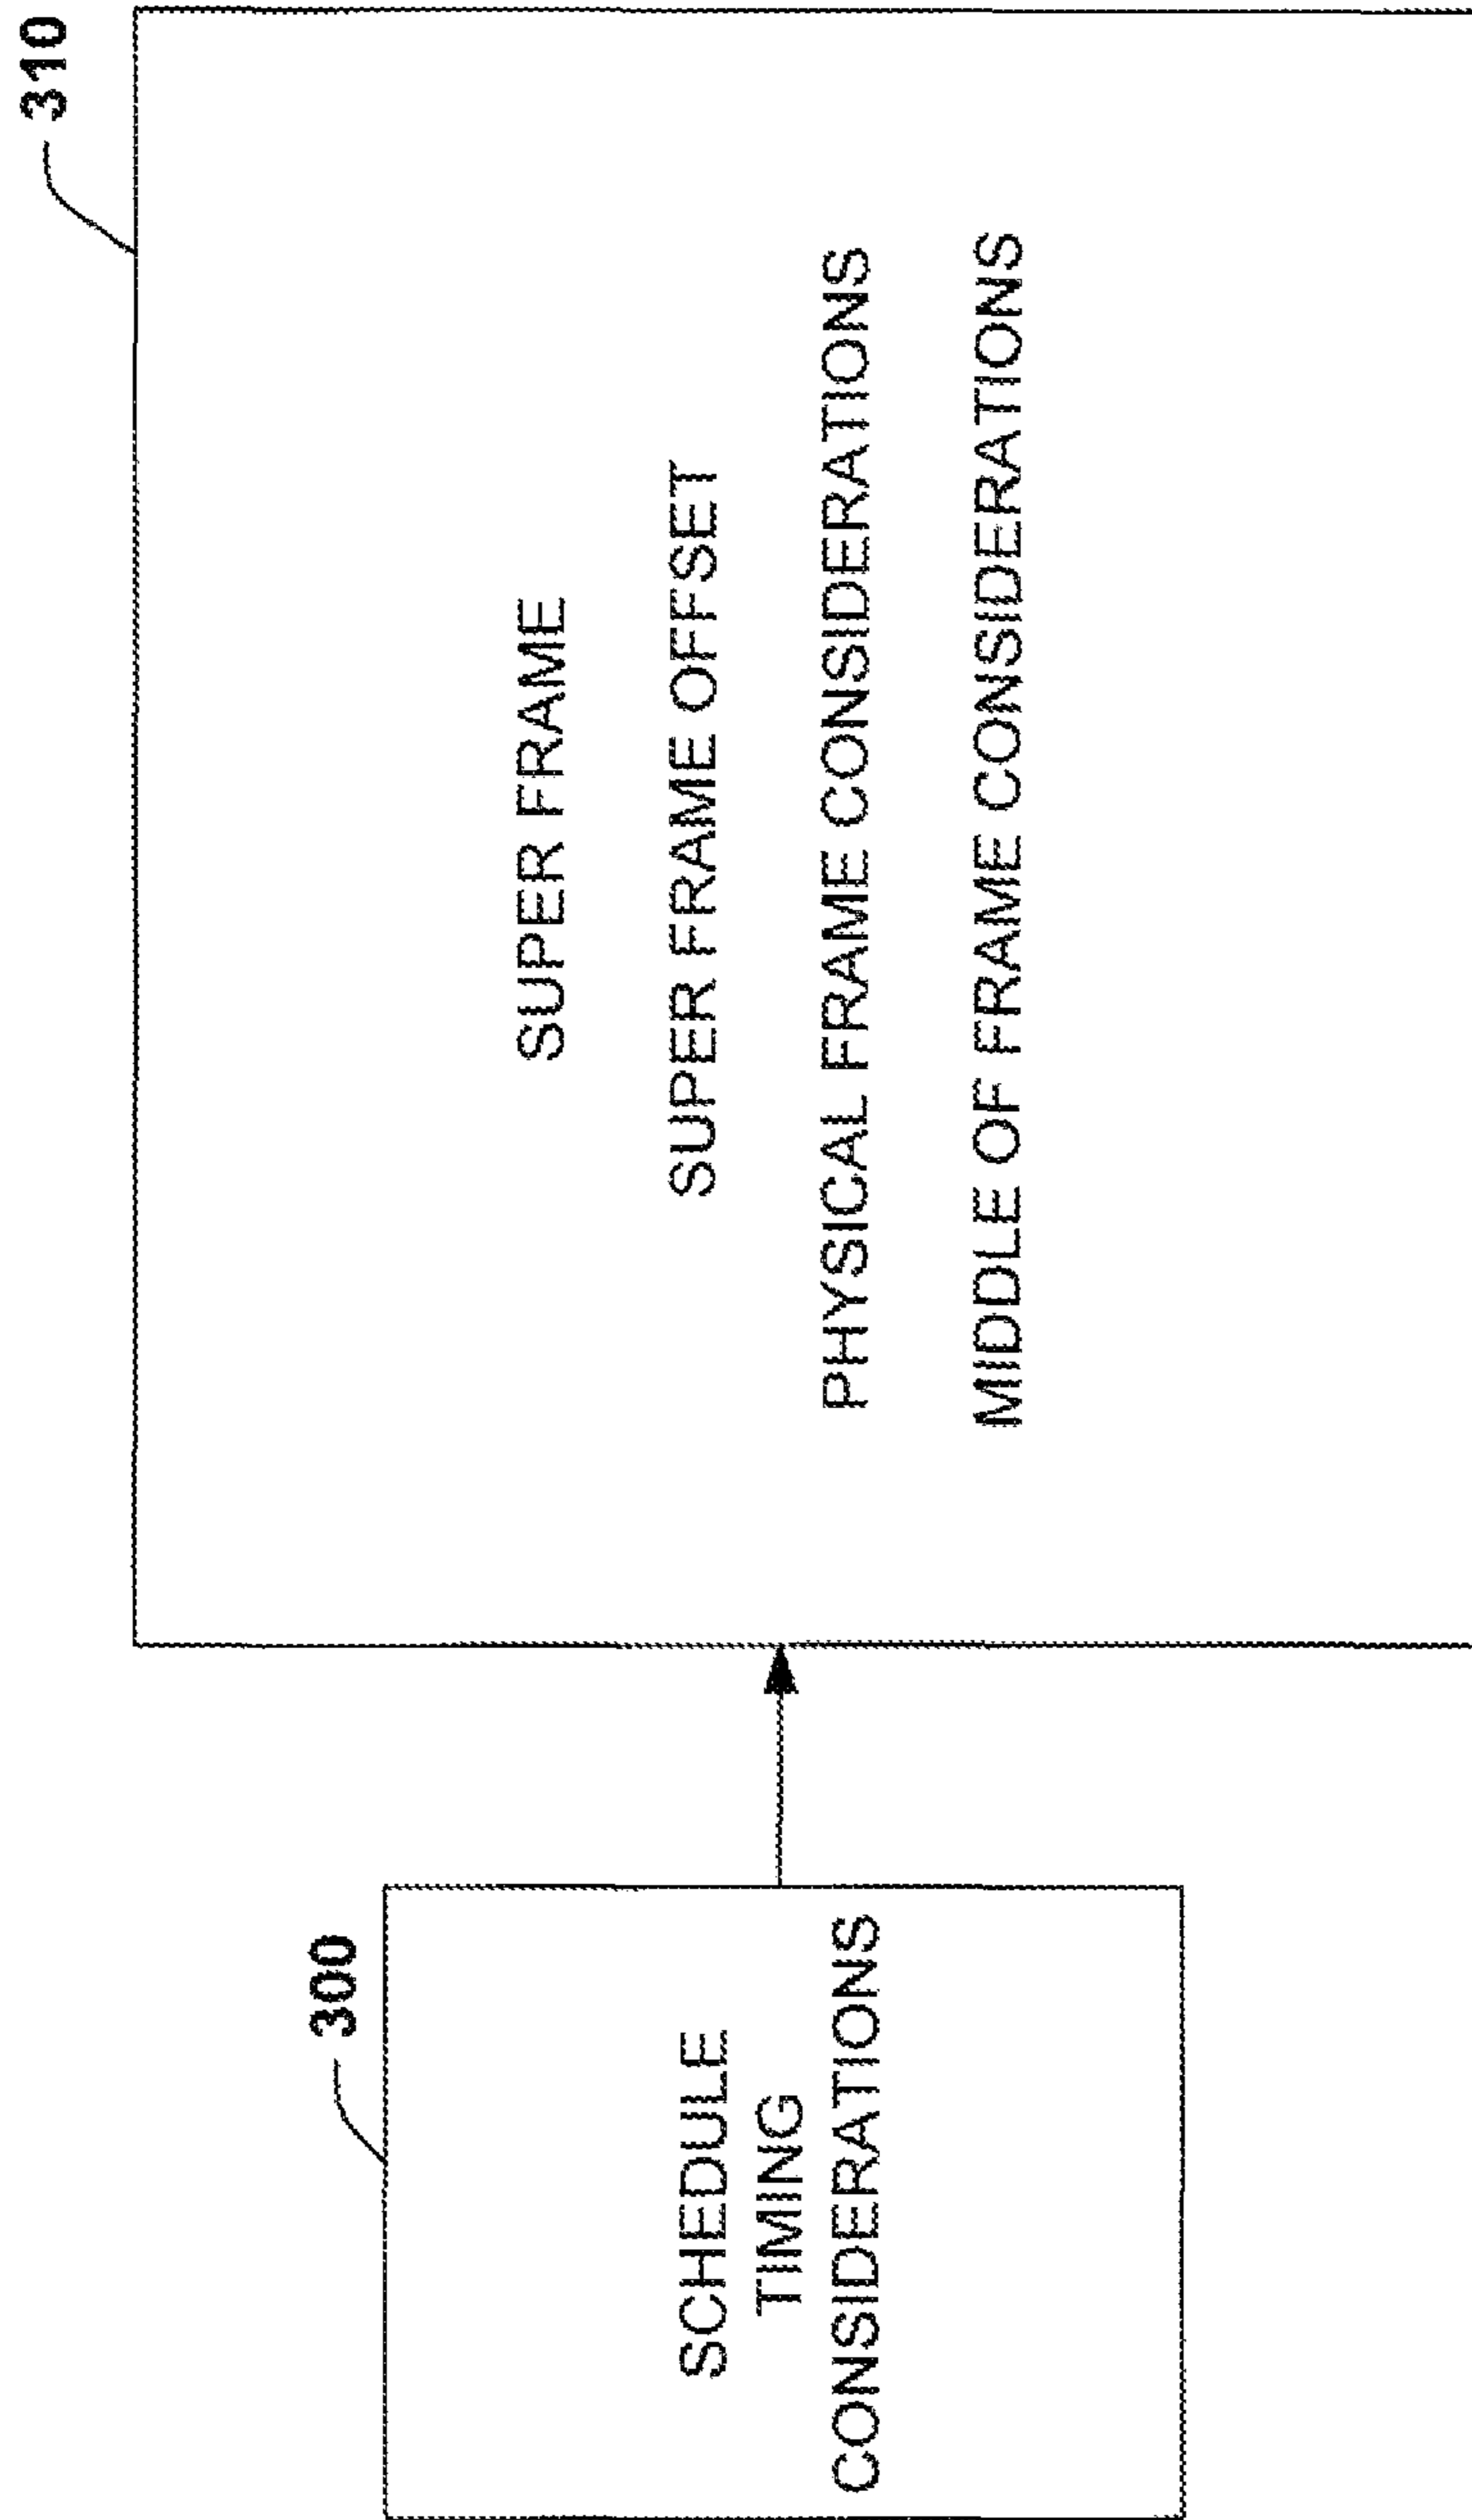 300
SCHEDULE
TIMING
CONSIDERATIONS
310
SUPER FRAME
SUPER FRAME OFFSET
PHYSICAL FRAME CONSIDERATIONS
MIDDLE OF FRAME CONSIDERATIONS